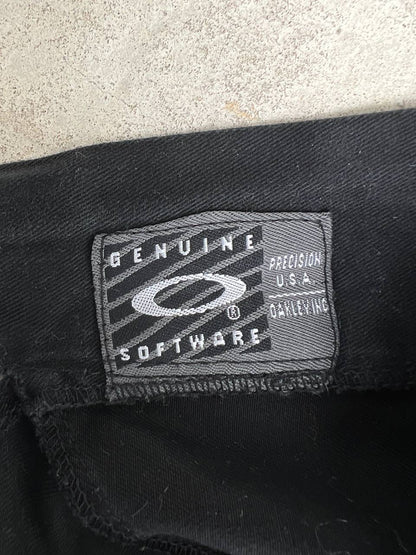 GENUINE
®
SOFTWARE
PRECISION
U.S.A.
OAKLEY, INC